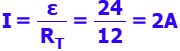 I = ε/R_T = 24/12 = 2A